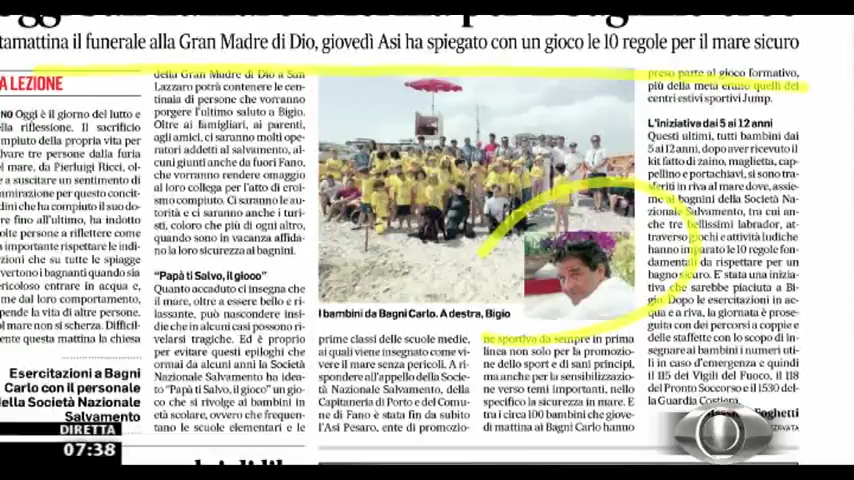 tamattina il funerale alla Gran Madre di Dio, giovedì Asi ha spiegato con un gioco le 10 regole per il mare sicuro
A LEZIONE
NO Oggi è il giorno del lutto e
lla riflessione. Il sacrificio
mpiuto della propria vita per
lvare tre persone dalla furia
l mare, da Pierluigi Ricci, ol-
e a suscitare un sentimento di
mmirazione per questo concit-
dini che ha compiuto il suo do-
re fino all'ultimo, ha indotto
olte persone a riflettere come
a importante rispettare le indi-
zioni che su tutte le spiagge
vertono i bagnanti quando sia
ericoloso entrare in acqua e,
me dal loro comportamento,
pende la vita di altre persone.
ol mare non si scherza. Difficil-
nte questa mattina la chiesa
Esercitazioni a Bagni
Carlo con il personale
della Società Nazionale
Salvamento
della Gran Madre di Dio a San
Lazzaro potrà contenere le cen-
tinaia di persone che vorranno
porgere l'ultimo saluto a Bigio.
Oltre ai famigliari, ai parenti,
agli amici, ci saranno molti ope-
ratori addetti al salvamento, al-
cuni giunti anche da fuori Fano,
che vorranno rendere omaggio
al loro collega per l'atto di eroi-
smo compiuto. Ci saranno le au-
torità e ci saranno anche i turi-
sti, coloro che più di ogni altro,
quando sono in vacanza affida-
no la loro sicurezza ai bagnini.
“Papà ti Salvo, il gioco”
Quanto accaduto ci insegna che
il mare, oltre a essere bello e ri-
lassante, può nascondere insi-
die che in alcuni casi possono ri-
velarsi tragiche. Ed è proprio
per evitare questi epiloghi che
ormai da alcuni anni la Società
Nazionale Salvamento ha idea-
to “Papà ti Salvo, il gioco” un gio-
co che si rivolge ai bambini in
età scolare, ovvero che frequen-
tano le scuole elementari e le
I bambini da Bagni Carlo. A destra, Bigio
prime classi delle scuole medie,
ai quali viene insegnato come vi-
vere il mare senza pericoli. A ri-
spondere all'appello della Socie-
tà Nazionale Salvamento, della
Capitaneria di Porto e del Comu-
ne di Fano è stata fin da subito
l'Asi Pesaro, ente di promozio-
ne sportiva da sempre in prima
linea non solo per la promozio-
ne dello sport e di sani principi,
ma anche per la sensibilizzazio-
ne verso temi importanti, nello
specifico la sicurezza in mare. E
tra i circa 100 bambini che giove-
dì mattina ai Bagni Carlo hanno
preso parte al gioco formativo,
più della metà erano quelli dei
centri estivi sportivi Jump.
L'iniziativa dai 5 ai 12 anni
Questi ultimi, tutti bambini dai
5 ai 12 anni, dopo aver ricevuto il
kit fatto di zaino, maglietta, cap-
pellino e portachiavi, si sono tra-
sferiti in riva al mare dove, assie-
me ai bagnini della Società Na-
zionale Salvamento, tra cui an-
che tre bellissimi labrador, at-
traverso giochi e attività ludiche
hanno imparato le 10 regole fon-
damentali da rispettare per un
bagno sicuro. E' stata una inizia-
tiva che sarebbe piaciuta a Bi-
gio. Dopo le esercitazioni in ac-
qua e a riva, la giornata è prose-
guita con dei percorsi a coppie e
delle staffette con lo scopo di in-
segnare ai bambini i numeri uti-
li in caso d'emergenza e quindi
il 115 dei Vigili del Fuoco, il 118
del Pronto Soccorso e il 1530 del-
la Guardia Costiera.
Foghetti
DIRETTA
07:38